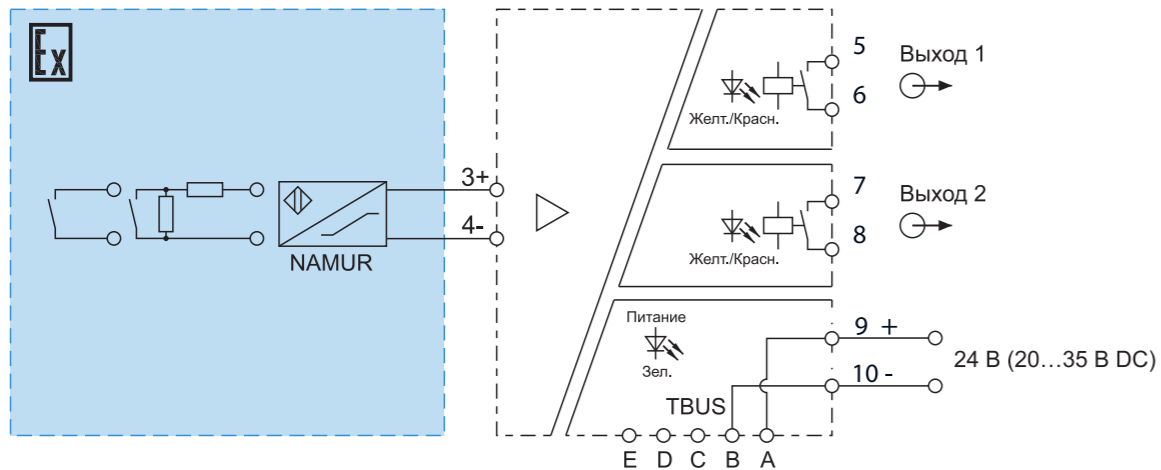 Ex
3+
4-
NAMUR
5
6
Выход 1
Желт./Красн.
7
8
Выход 2
Желт./Красн.
Питание
Зел.
9 +
10 -
24 В (20…35 В DC)
TBUS
E D C B A